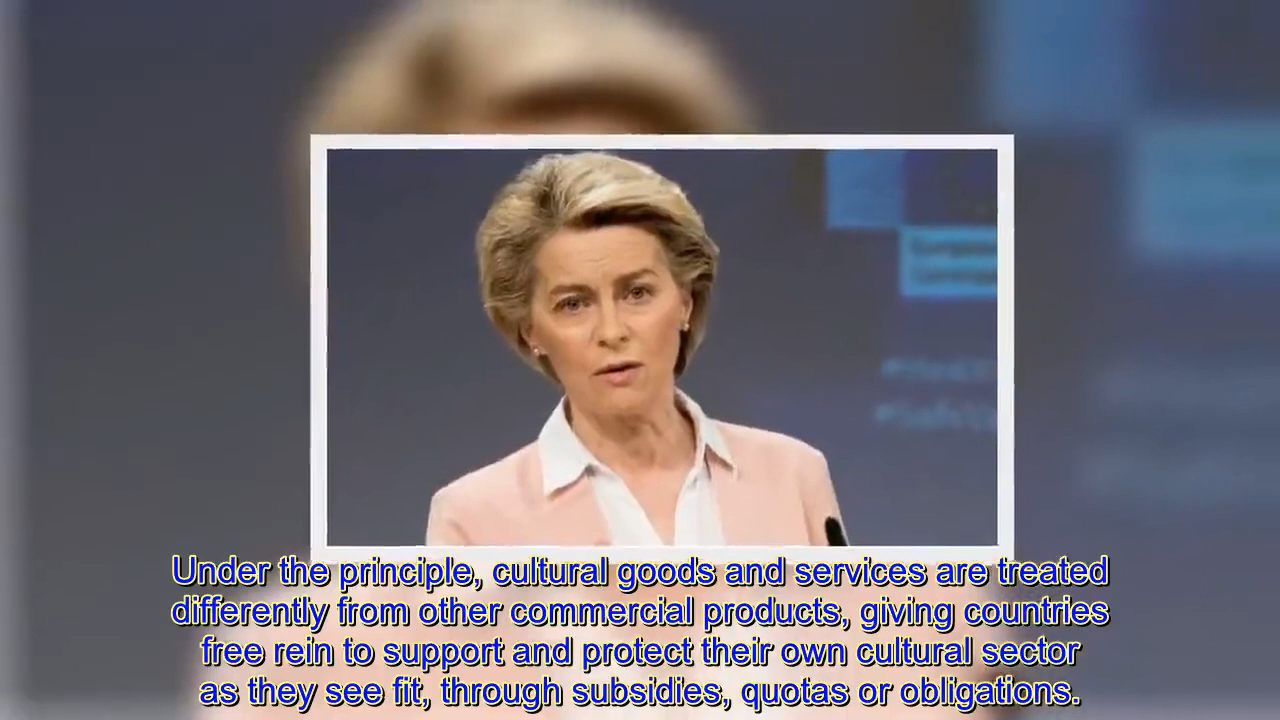 Under the principle, cultural goods and services are treated
differently from other commercial products, giving countries
free rein to support and protect their own cultural sector
as they see fit, through subsidies, quotas or obligations.